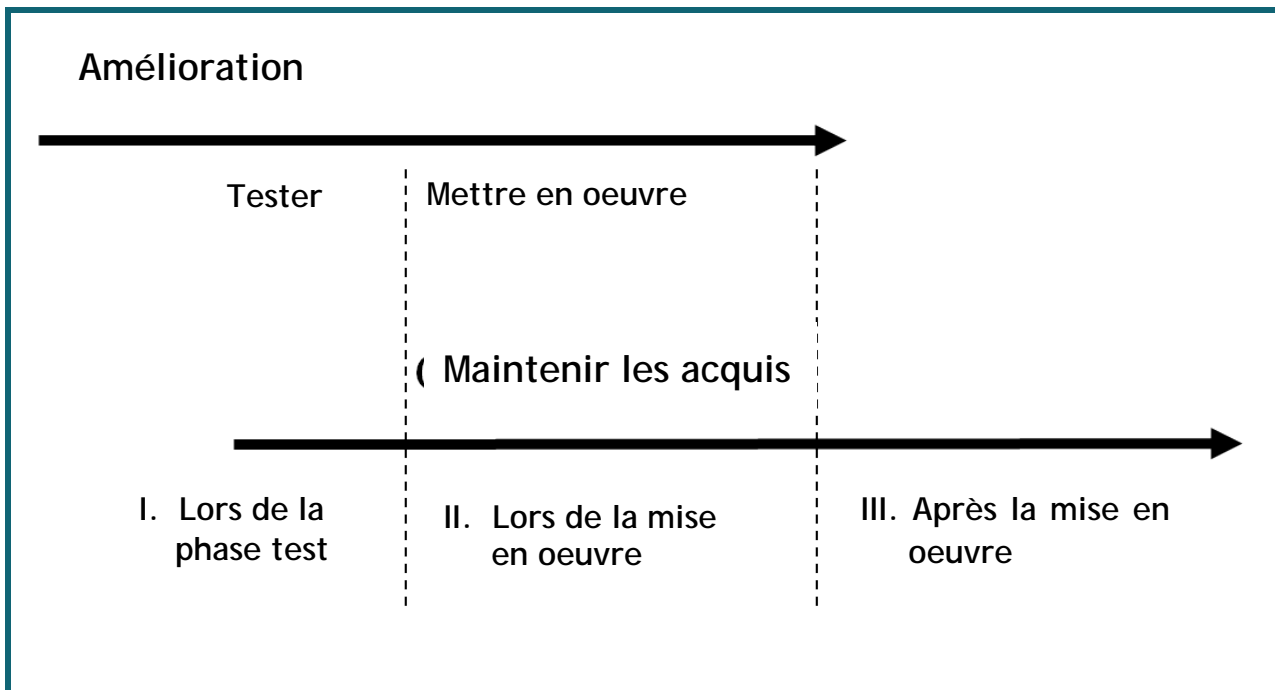 Amélioration
Tester
Mettre en oeuvre
( Maintenir les acquis
I. Lors de la
phase test
II. Lors de la mise
en oeuvre
III. Après la mise en
oeuvre